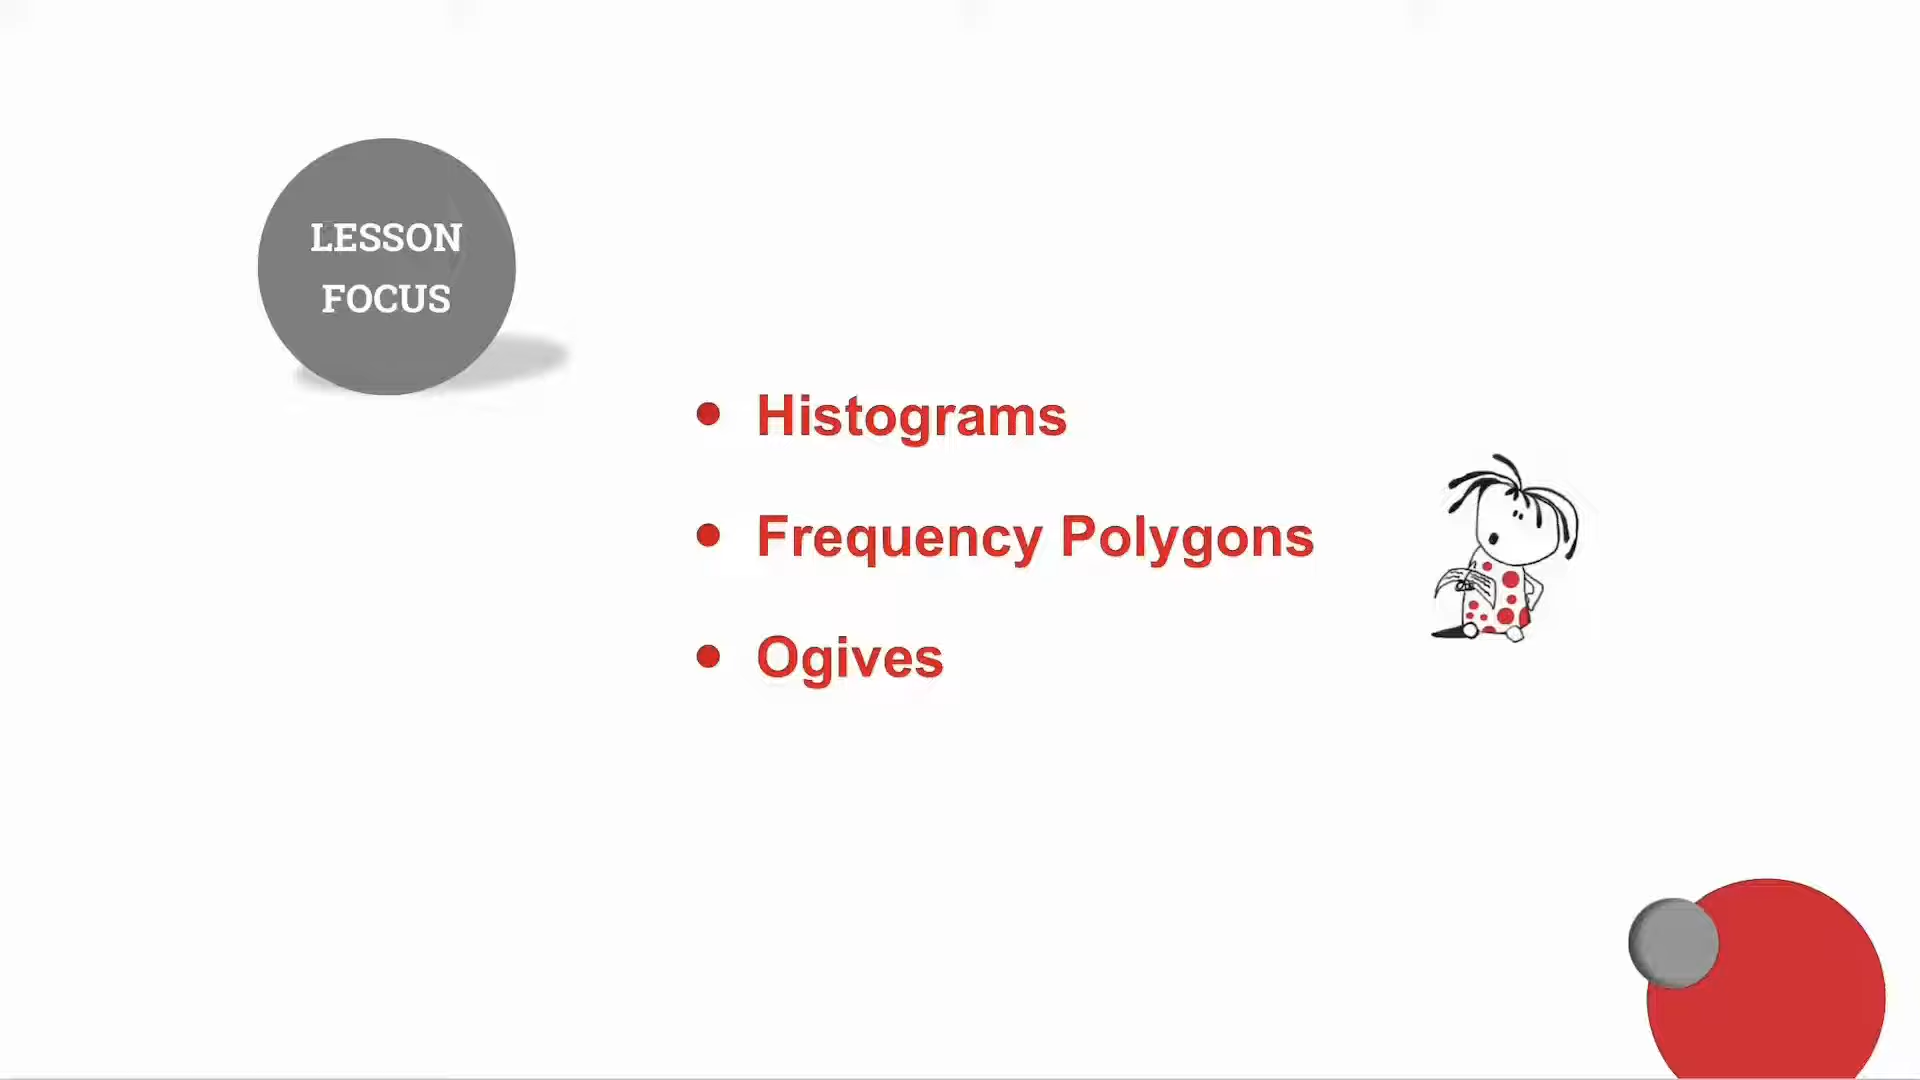 LESSON
FOCUS
• Histograms
• Frequency Polygons
• Ogives